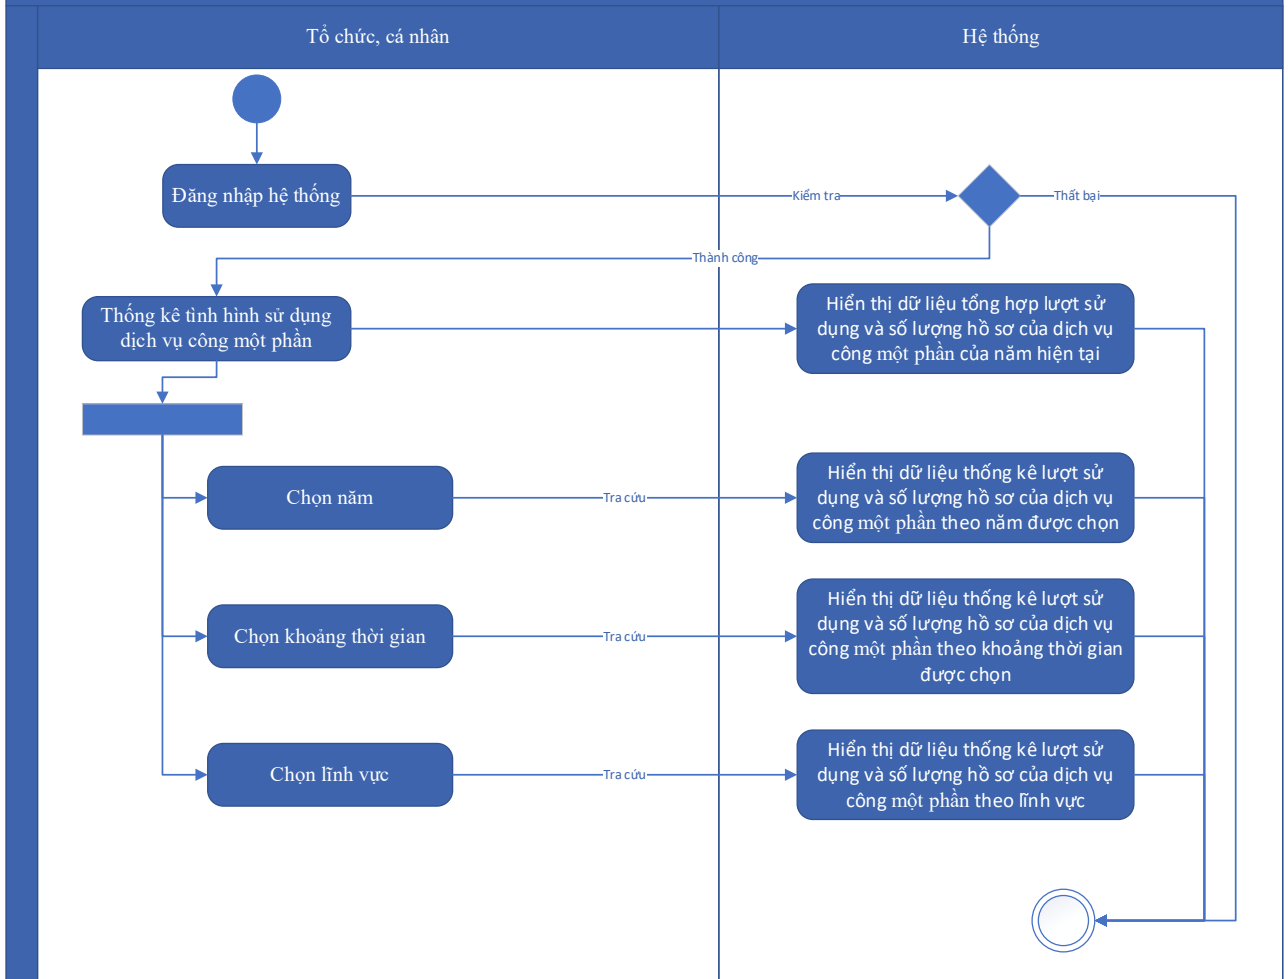 Tổ chức, cá nhân
Hệ thống
Đăng nhập hệ thống
Kiểm tra
Thất bại
Thành công
Thống kê tình hình sử dụng
dịch vụ công một phần
Hiển thị dữ liệu tổng hợp lượt sử
dụng và số lượng hồ sơ của dịch vụ
công một phần của năm hiện tại
Chọn năm
Tra cứu
Hiển thị dữ liệu thống kê lượt sử
dụng và số lượng hồ sơ của dịch vụ
công một phần theo năm được chọn
Chọn khoảng thời gian
Tra cứu
Hiển thị dữ liệu thống kê lượt sử
dụng và số lượng hồ sơ của dịch vụ
công một phần theo khoảng thời gian
được chọn
Chọn lĩnh vực
Tra cứu
Hiển thị dữ liệu thống kê lượt sử
dụng và số lượng hồ sơ của dịch vụ
công một phần theo lĩnh vực